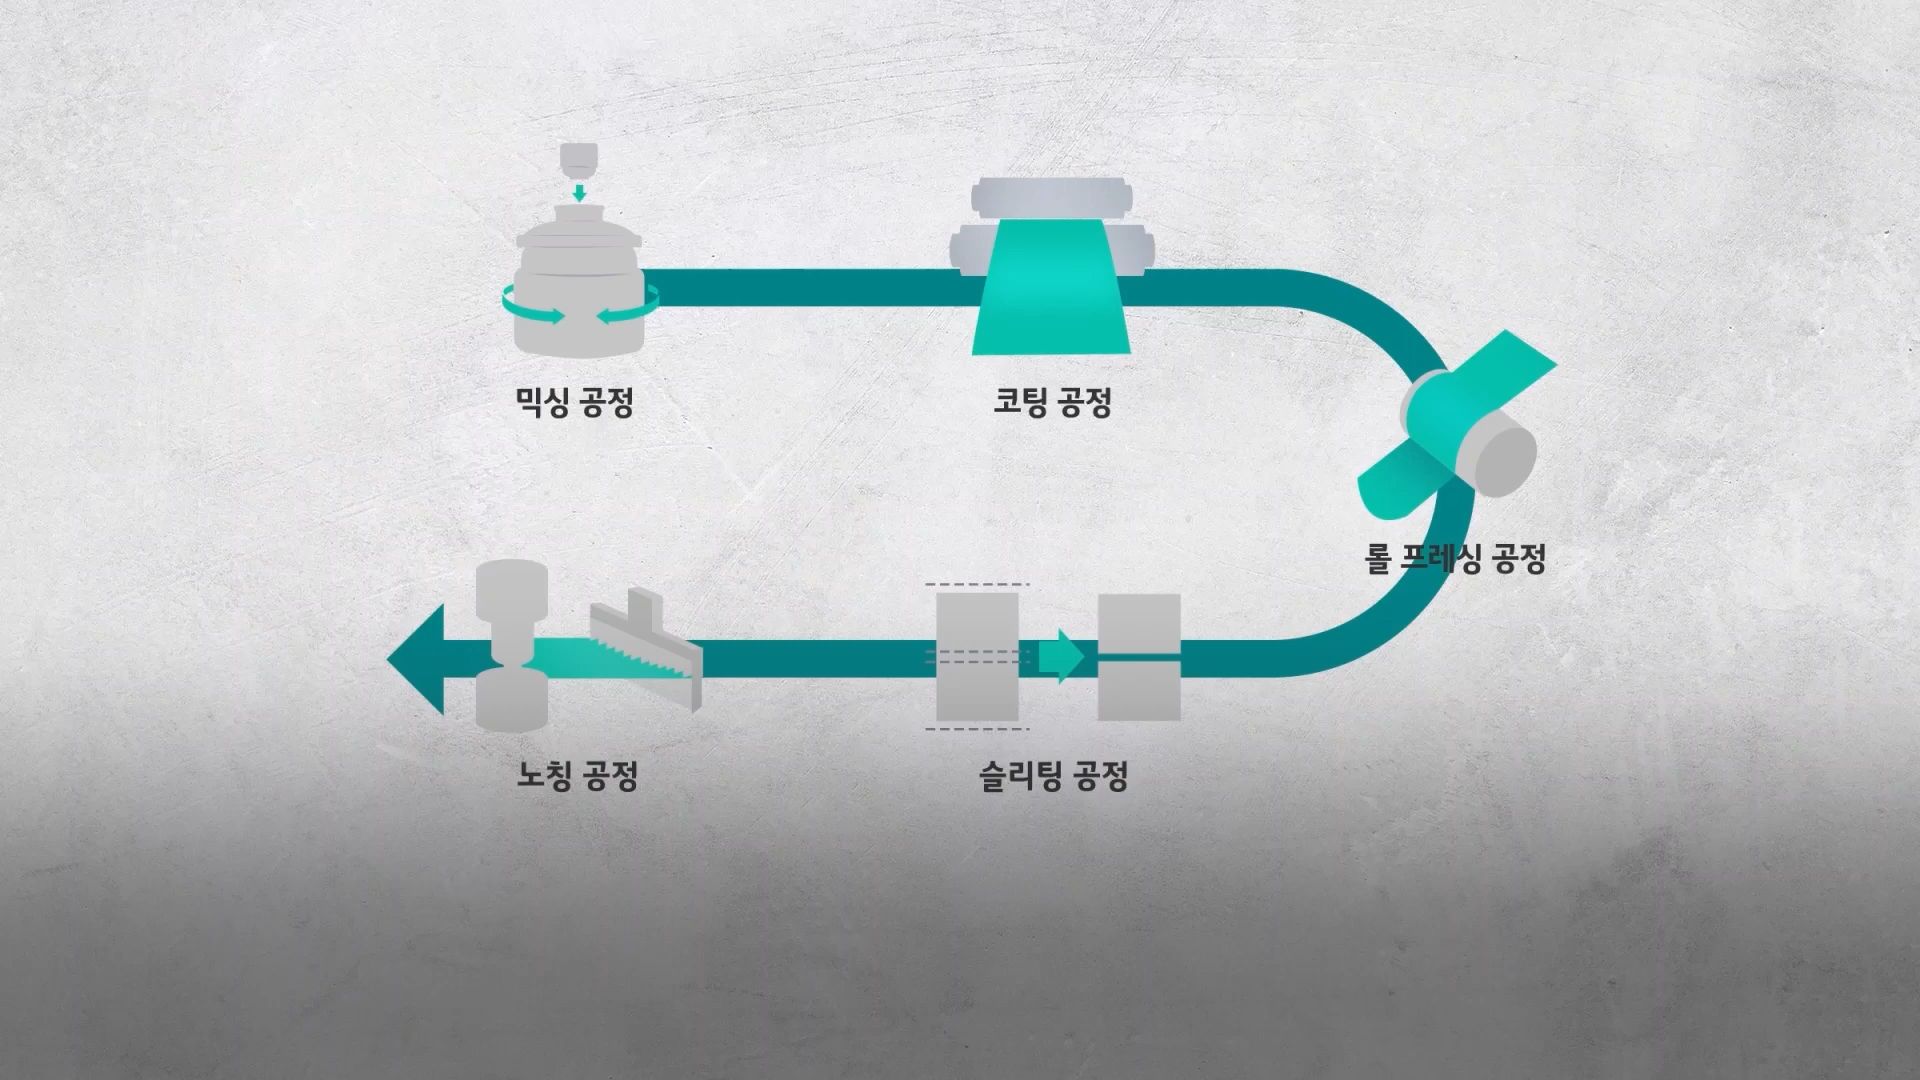 믹싱 공정
코팅 공정
롤 프레싱 공정
노칭 공정
슬리팅 공정